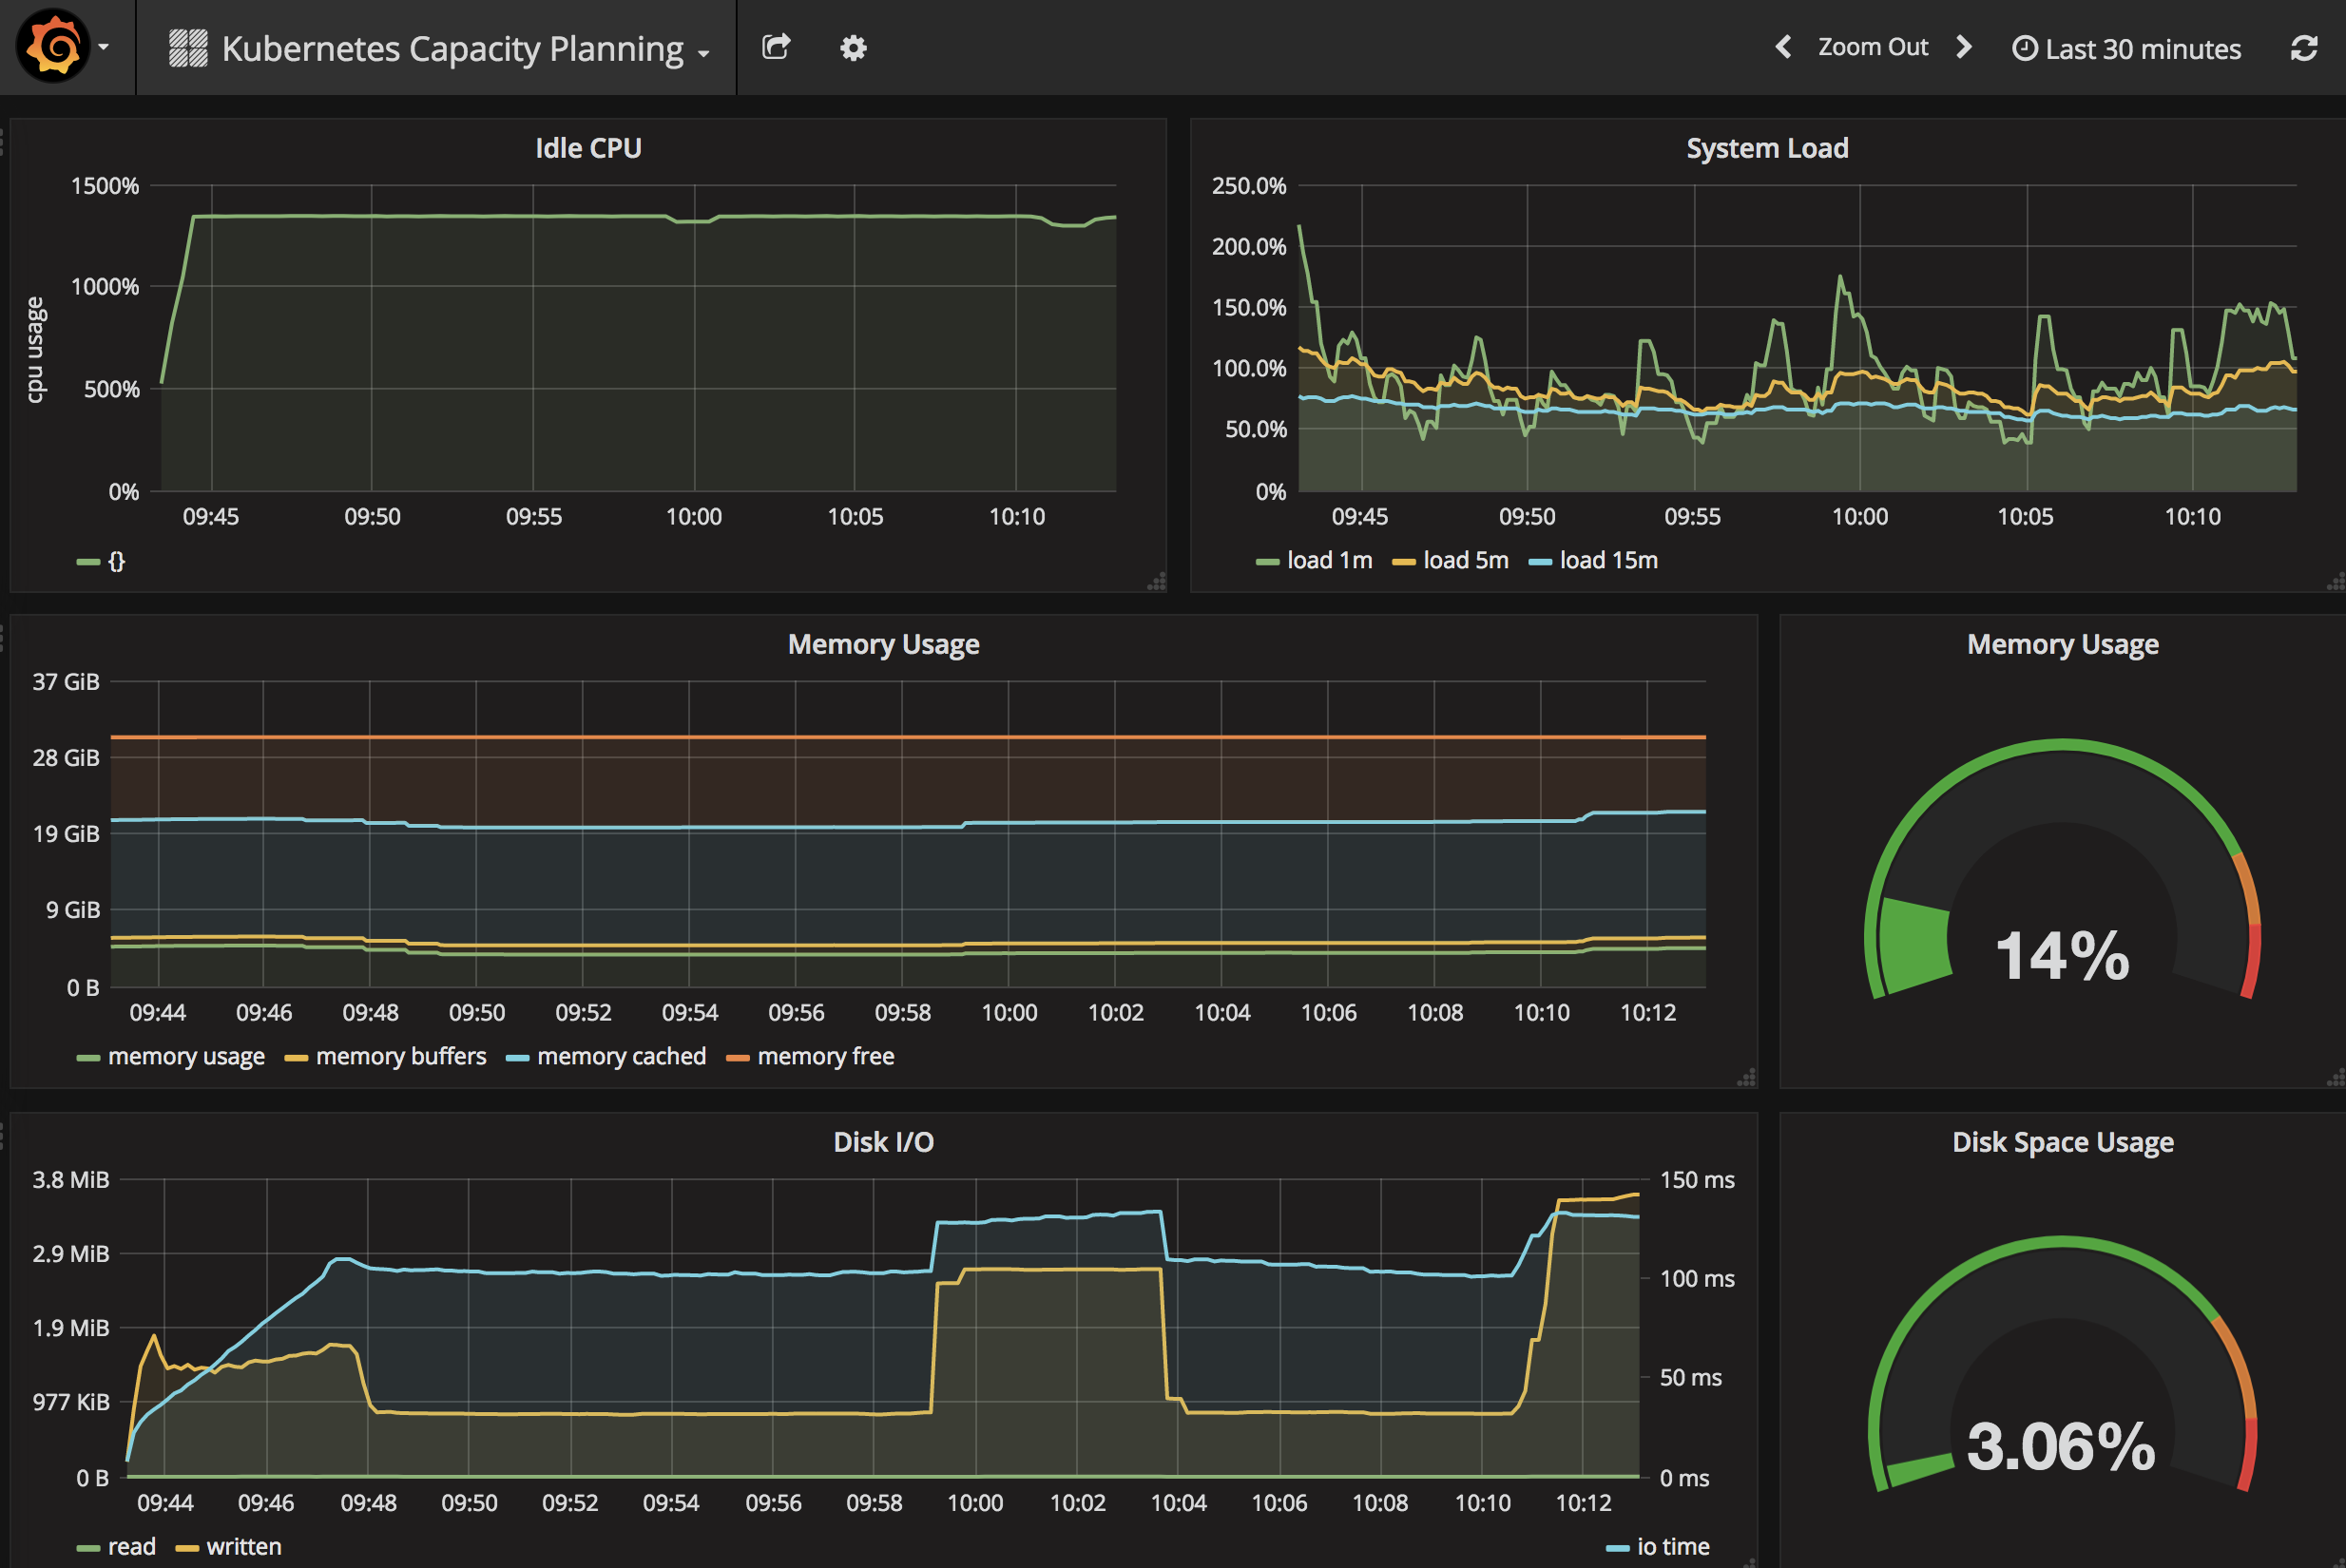 Kubernetes Capacity Planning
Zoom Out
Last 30 minutes
Idle CPU
cpu usage
1500%
1000%
500%
0%
09:45 09:50 09:55 10:00 10:05 10:10
{}
System Load
250.0%
200.0%
150.0%
100.0%
50.0%
0%
09:45 09:50 09:55 10:00 10:05 10:10
load 1m load 5m load 15m
Memory Usage
37 GiB
28 GiB
19 GiB
9 GiB
0 B
09:44 09:46 09:48 09:50 09:52 09:54 09:56 09:58 10:00 10:02 10:04 10:06 10:08 10:10 10:12
memory usage memory buffers memory cached memory free
Memory Usage
14%
Disk I/O
3.8 MiB
2.9 MiB
1.9 MiB
977 KiB
0 B
150 ms
100 ms
50 ms
0 ms
09:44 09:46 09:48 09:50 09:52 09:54 09:56 09:58 10:00 10:02 10:04 10:06 10:08 10:10 10:12
read written io time
Disk Space Usage
3.06%